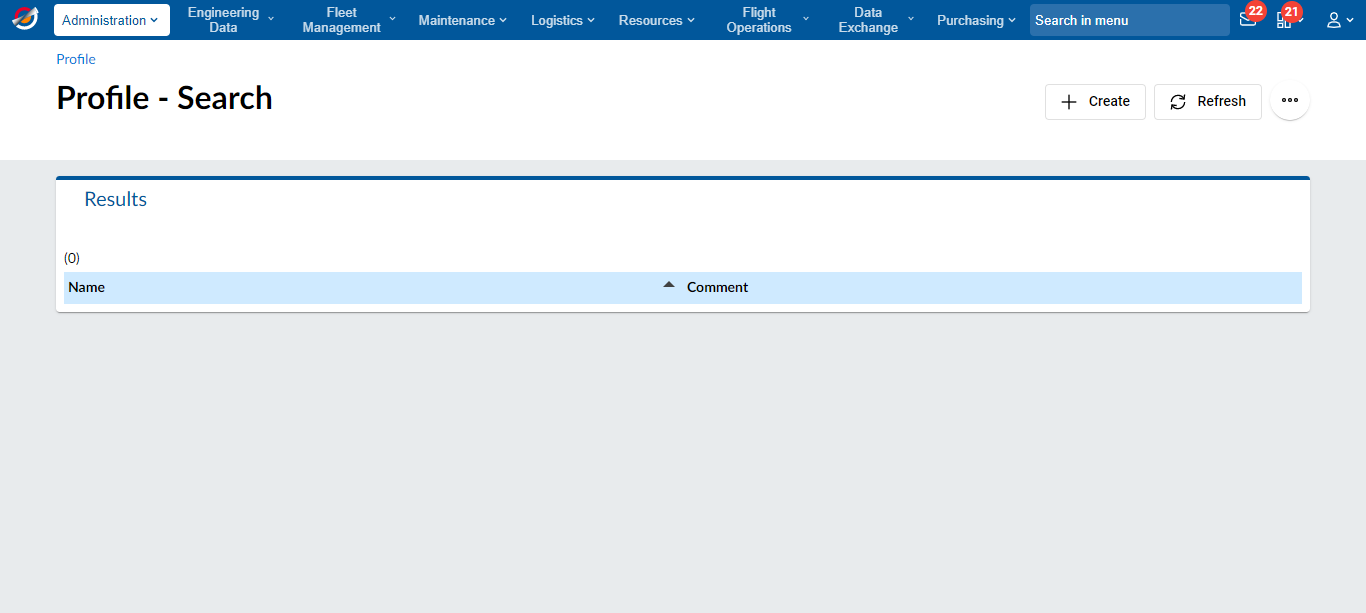 Administration
Engineering
Data
Fleet
Management
Maintenance
Logistics
Resources
Flight
Operations
Data
Exchange
Purchasing
Search in menu
22
21
Profile
Profile - Search
Create
Refresh
Results
(0)
Name
Comment